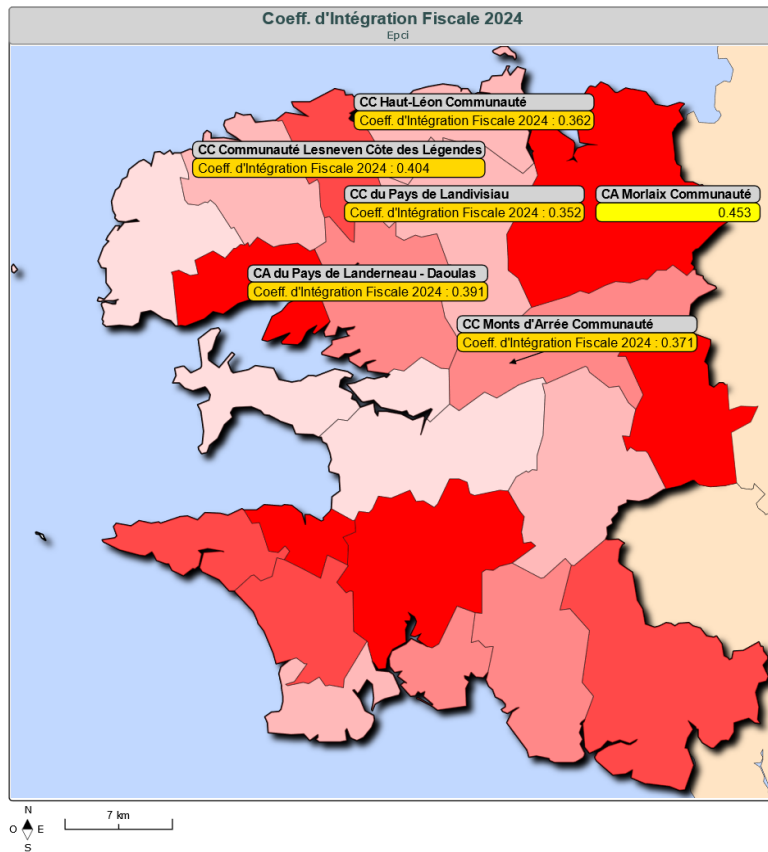 Coeff. d'Intégration Fiscale 2024
Epci
CC Haut-Léon Communauté
Coeff. d'Intégration Fiscale 2024 : 0.362
CC Communauté Lesneven Côte des Légendes
Coeff. d'Intégration Fiscale 2024 : 0.404
CC du Pays de Landivisiau
Coeff. d'Intégration Fiscale 2024 : 0.352
CA Morlaix Communauté
0.453
CA du Pays de Landerneau - Daoulas
Coeff. d'Intégration Fiscale 2024 : 0.391
CC Monts d'Arrée Communauté
Coeff. d'Intégration Fiscale 2024 : 0.371
N
O E
S
7 km